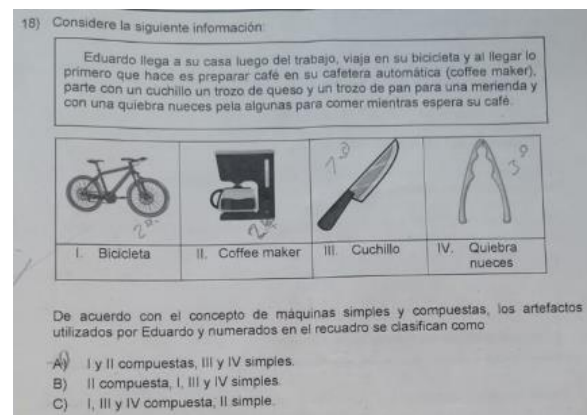 18) Considere la siguiente información:
Eduardo llega a su casa luego del trabajo, viaja en su bicicleta y al llegar lo
primero que hace es preparar café en su cafetera automática (coffee maker),
parte con un cuchillo un trozo de queso y un trozo de pan para una merienda y
con una quiebra nueces pela algunas para comer mientras espera su café.
2º
2º
1º
3º
I. Bicicleta
II. Coffee maker
III. Cuchillo
IV. Quiebra
nueces
De acuerdo con el concepto de máquinas simples y compuestas, los artefactos
utilizados por Eduardo y numerados en el recuadro se clasifican como
A) I y II compuestas, III y IV simples.
B) II compuesta, I, III y IV simples.
C) I, III y IV compuesta, II simple.